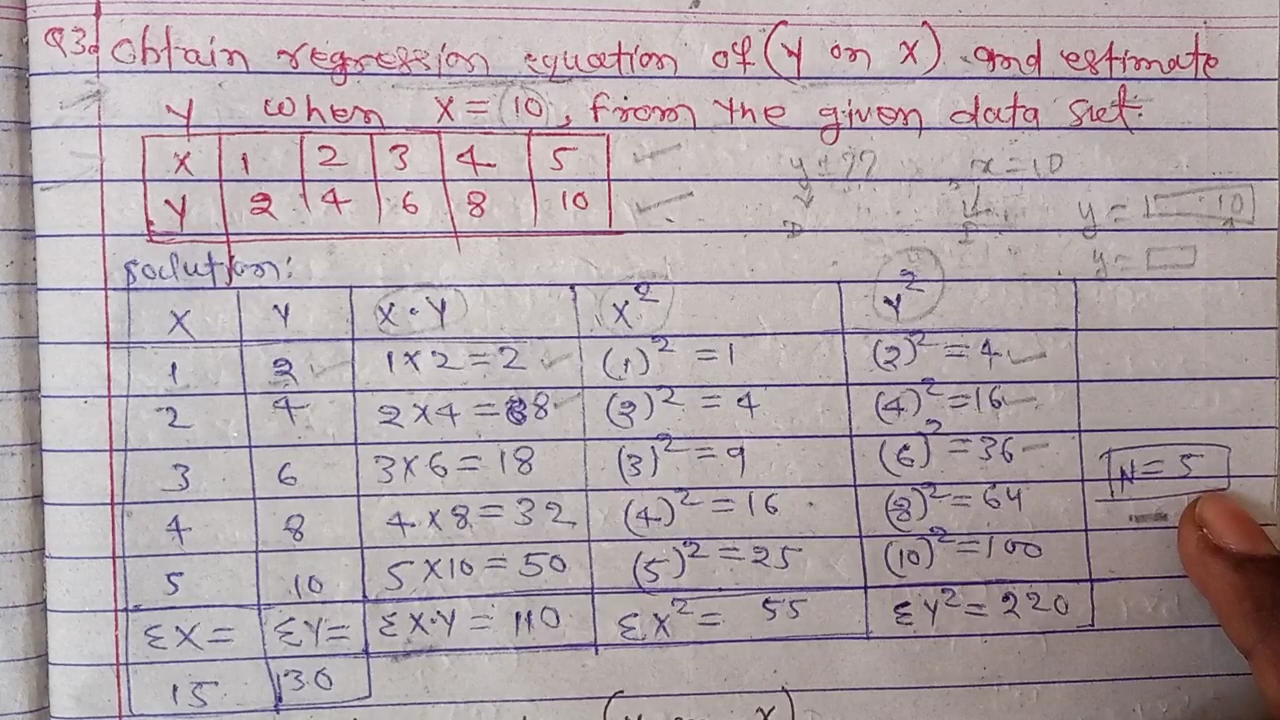 Q3. Obtain regression equation of (Y on X) and estimate
Y when X = 10, from the given data set.
X 1 2 3 4 5
Y 2 4 6 8 10
y = ?? x = 10
y = 10
y =
Solution:
X Y X·Y X² Y²
1 2 1×2=2 (1)²=1 (2)²=4
2 4 2×4=8 (2)²=4 (4)²=16
3 6 3×6=18 (3)²=9 (6)²=36
N=5
4 8 4×8=32 (4)²=16 (8)²=64
5 10 5×10=50 (5)²=25 (10)²=100
ΣX= ΣY= ΣX·Y=110 ΣX²=55 ΣY²=220
15 30